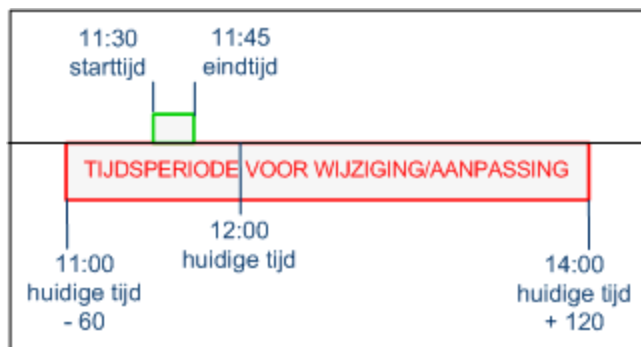 11:30
starttijd
11:45
eindtijd
TIJDSPERIODE VOOR WIJZIGING/AANPASSING
12:00
huidige tijd
11:00
huidige tijd
- 60
14:00
huidige tijd
+ 120